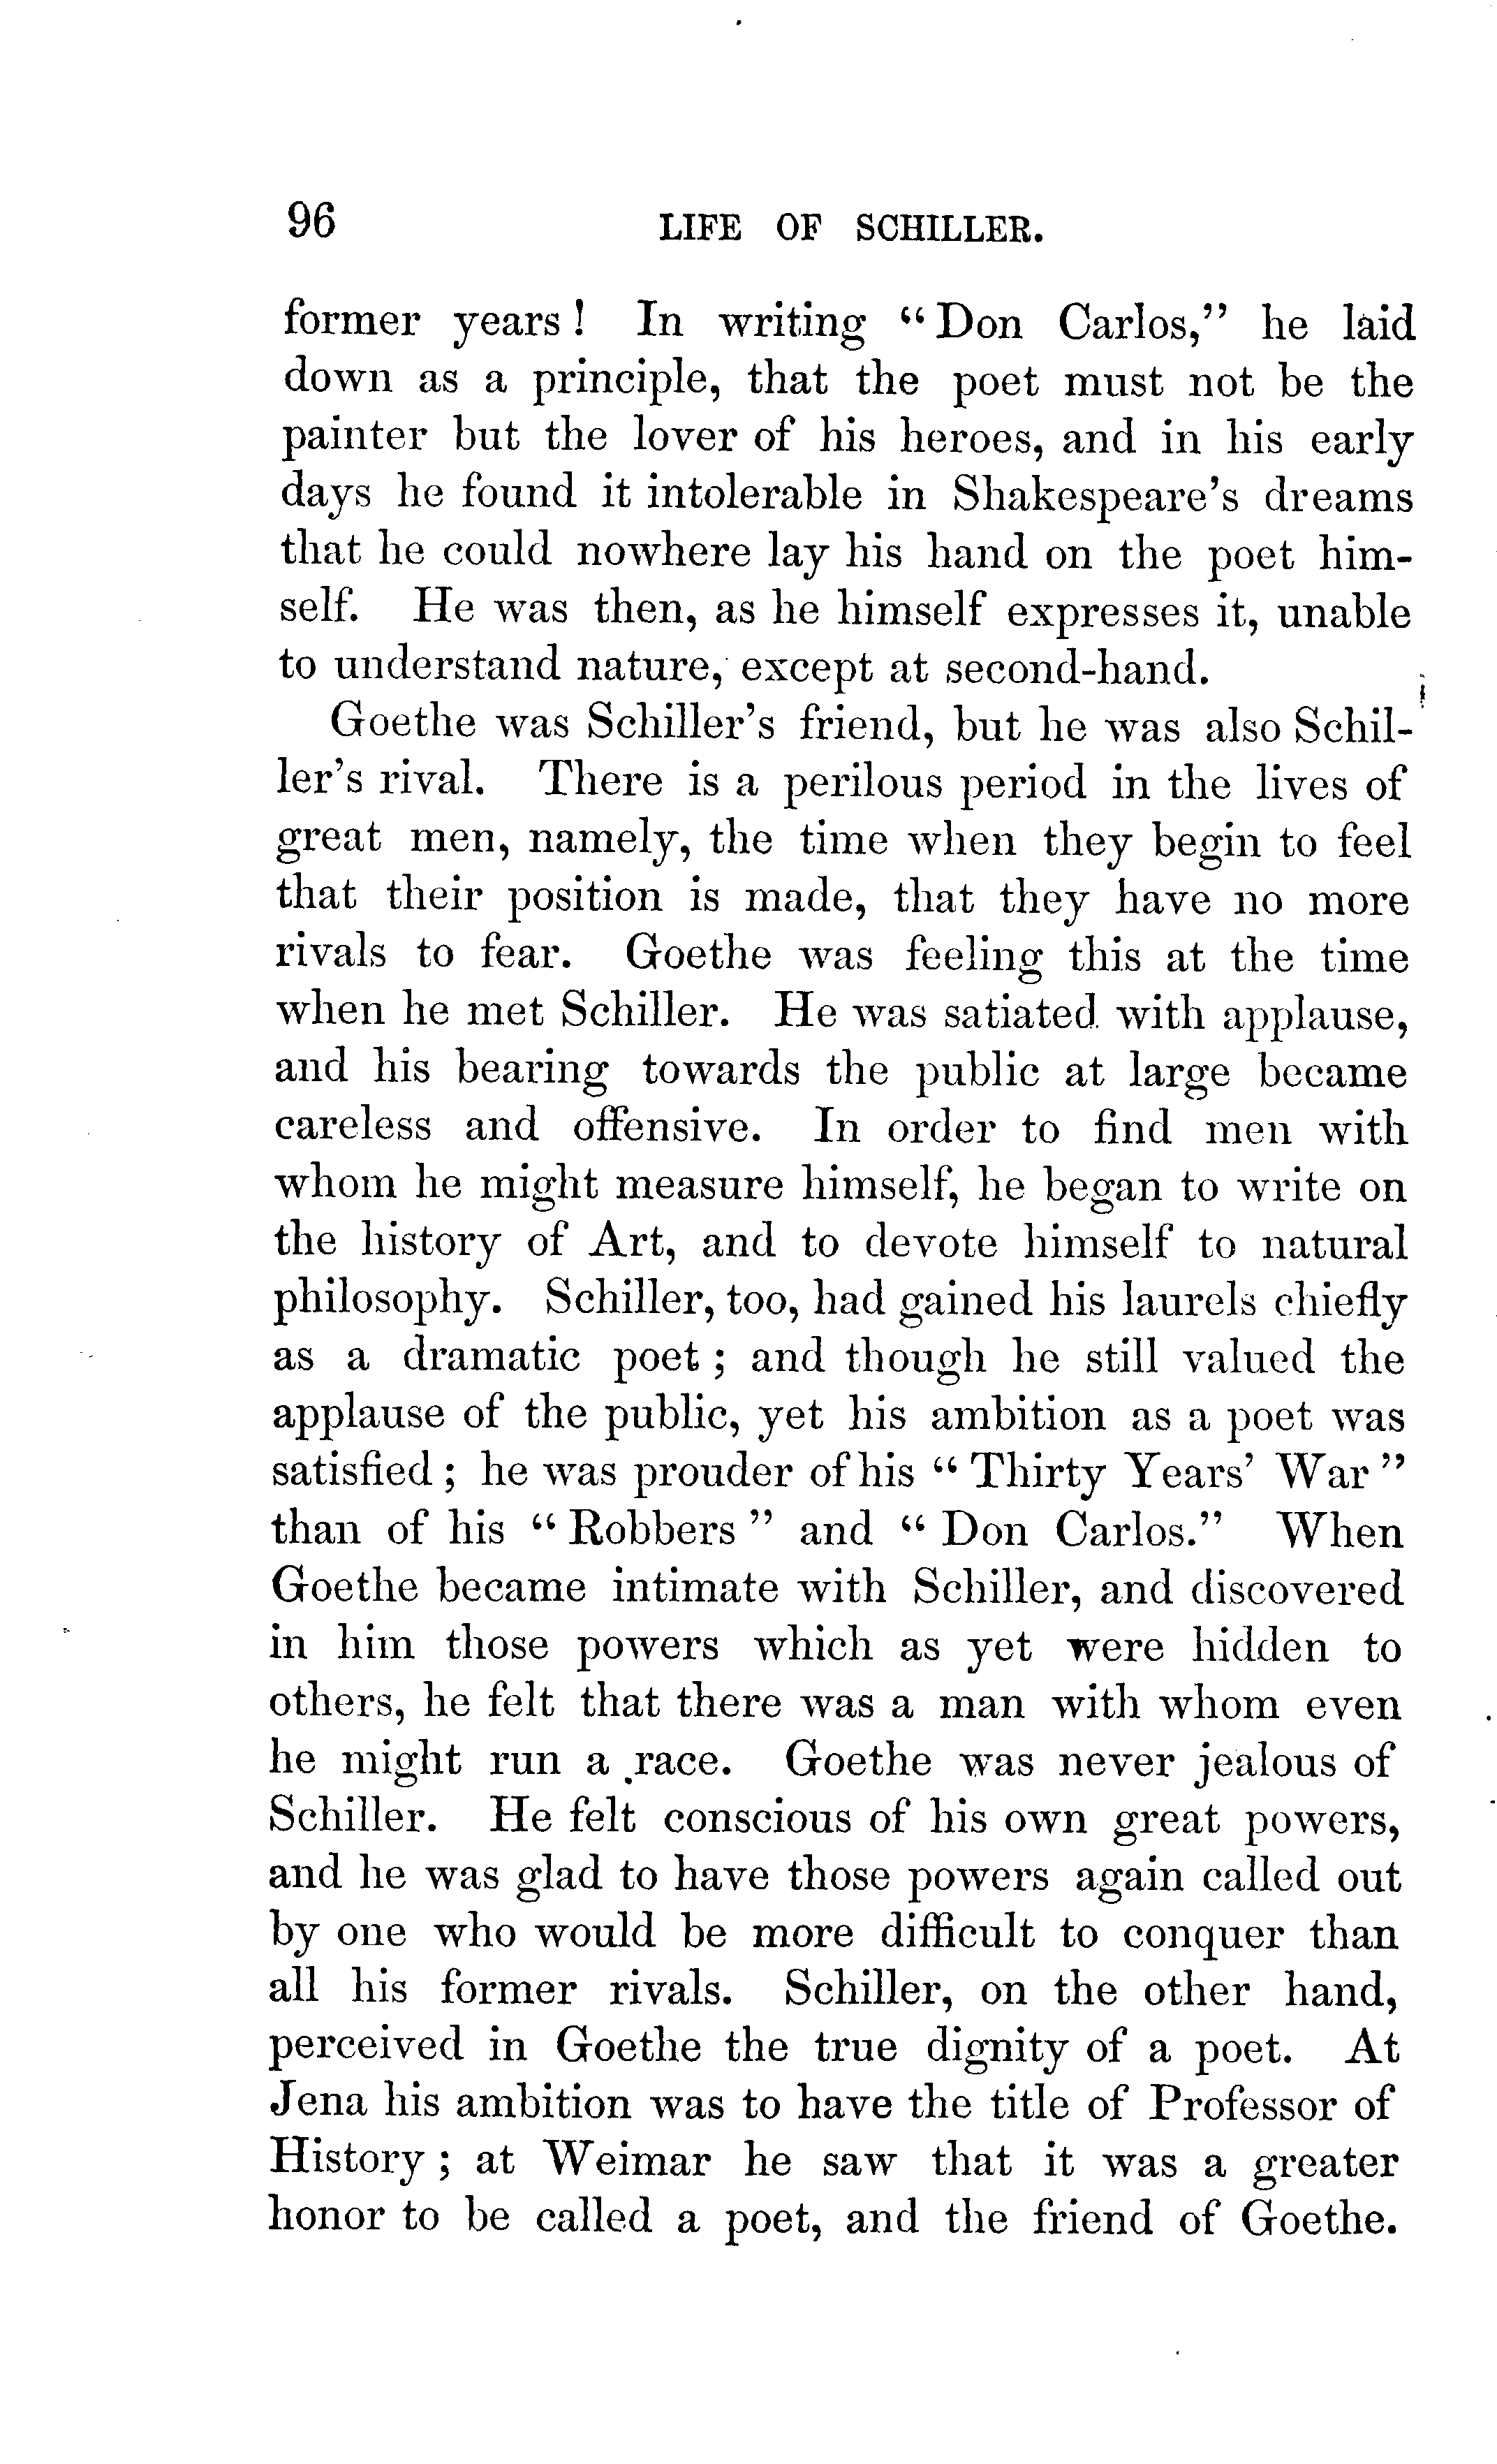 96 LIFE OF SCHILLER.
former years! In writing “Don Carlos,” he laid
down as a principle, that the poet must not be the
painter but the lover of his heroes, and in his early
days he found it intolerable in Shakespeare’s dreams
that he could nowhere lay his hand on the poet him-
self. He was then, as he himself expresses it, unable
to understand nature, except at second-hand.
Goethe was Schiller’s friend, but he was also Schil-
ler’s rival. There is a perilous period in the lives of
great men, namely, the time when they begin to feel
that their position is made, that they have no more
rivals to fear. Goethe was feeling this at the time
when he met Schiller. He was satiated with applause,
and his bearing towards the public at large became
careless and offensive. In order to find men with
whom he might measure himself, he began to write on
the history of Art, and to devote himself to natural
philosophy. Schiller, too, had gained his laurels chiefly
as a dramatic poet; and though he still valued the
applause of the public, yet his ambition as a poet was
satisfied; he was prouder of his “Thirty Years’ War”
than of his “Robbers” and “Don Carlos.” When
Goethe became intimate with Schiller, and discovered
in him those powers which as yet were hidden to
others, he felt that there was a man with whom even
he might run a race. Goethe was never jealous of
Schiller. He felt conscious of his own great powers,
and he was glad to have those powers again called out
by one who would be more difficult to conquer than
all his former rivals. Schiller, on the other hand,
perceived in Goethe the true dignity of a poet. At
Jena his ambition was to have the title of Professor of
History; at Weimar he saw that it was a greater
honor to be called a poet, and the friend of Goethe.